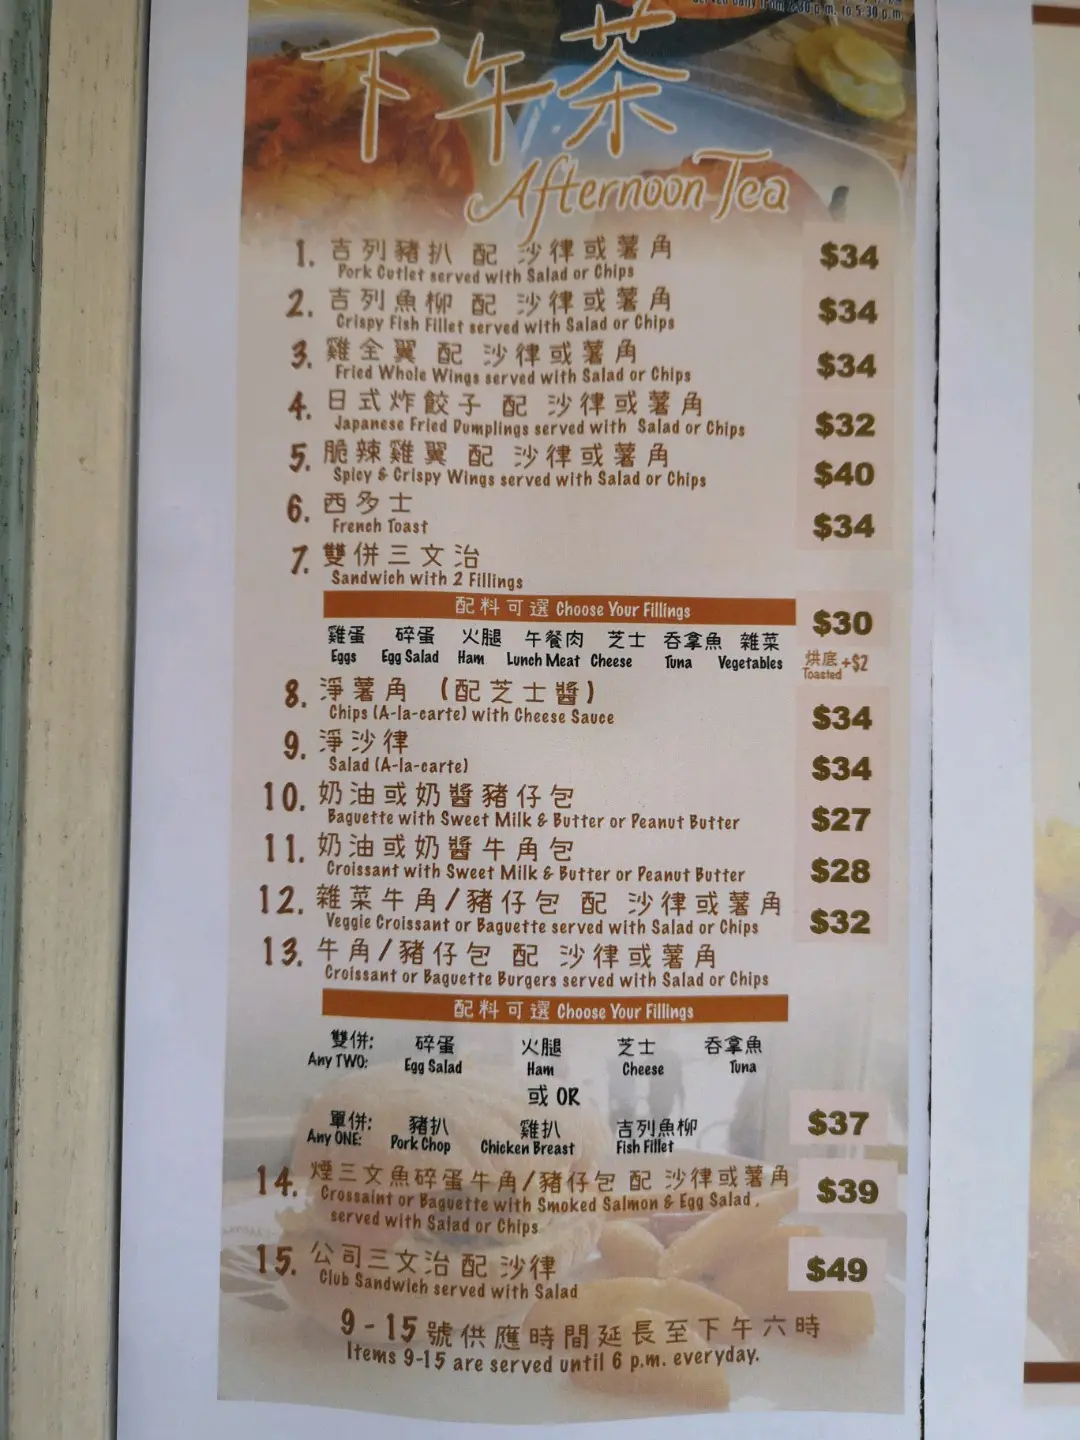 served daily from 2:30 p.m. to 5:30 p.m.
下午茶
Afternoon Tea
1. 吉列豬扒 配 沙律或薯角 $34
Pork Cutlet served with Salad or Chips
2. 吉列魚柳 配 沙律或薯角 $34
Crispy Fish Fillet served with Salad or Chips
3. 雞全翼 配 沙律或薯角 $34
Fried Whole Wings served with Salad or Chips
4. 日式炸餃子 配 沙律或薯角 $32
Japanese Fried Dumplings served with Salad or Chips
5. 脆辣雞翼 配 沙律或薯角 $40
Spicy & Crispy Wings served with Salad or Chips
6. 西多士 $34
French Toast
7. 雙併三文治
Sandwich with 2 Fillings
配料可選 Choose Your Fillings $30
雞蛋 碎蛋 火腿 午餐肉 芝士 吞拿魚 雜菜 烘底 +$2
Eggs Egg Salad Ham Lunch Meat Cheese Tuna Vegetables Toasted
8. 淨薯角 (配芝士醬) $34
Chips (A-la-carte) with Cheese Sauce
9. 淨沙律 $34
Salad (A-la-carte)
10. 奶油或奶醬豬仔包 $27
Baguette with Sweet Milk & Butter or Peanut Butter
11. 奶油或奶醬牛角包 $28
Croissant with Sweet Milk & Butter or Peanut Butter
12. 雜菜牛角/豬仔包 配 沙律或薯角 $32
Veggie Croissant or Baguette served with Salad or Chips
13. 牛角/豬仔包 配 沙律或薯角
Croissant or Baguette Burgers served with Salad or Chips
配料可選 Choose Your Fillings
雙併: 碎蛋 火腿 芝士 吞拿魚
Any TWO: Egg Salad Ham Cheese Tuna
或 OR
單併: 豬扒 雞扒 吉列魚柳 $37
Any ONE: Pork Chop Chicken Breast Fish Fillet
14. 煙三文魚碎蛋牛角/豬仔包 配 沙律或薯角 $39
Crossaint or Baguette with Smoked Salmon & Egg Salad,
served with Salad or Chips
15. 公司三文治 配 沙律 $49
Club Sandwich served with Salad
9-15號供應時間延長至下午六時
Items 9-15 are served until 6 p.m. everyday.